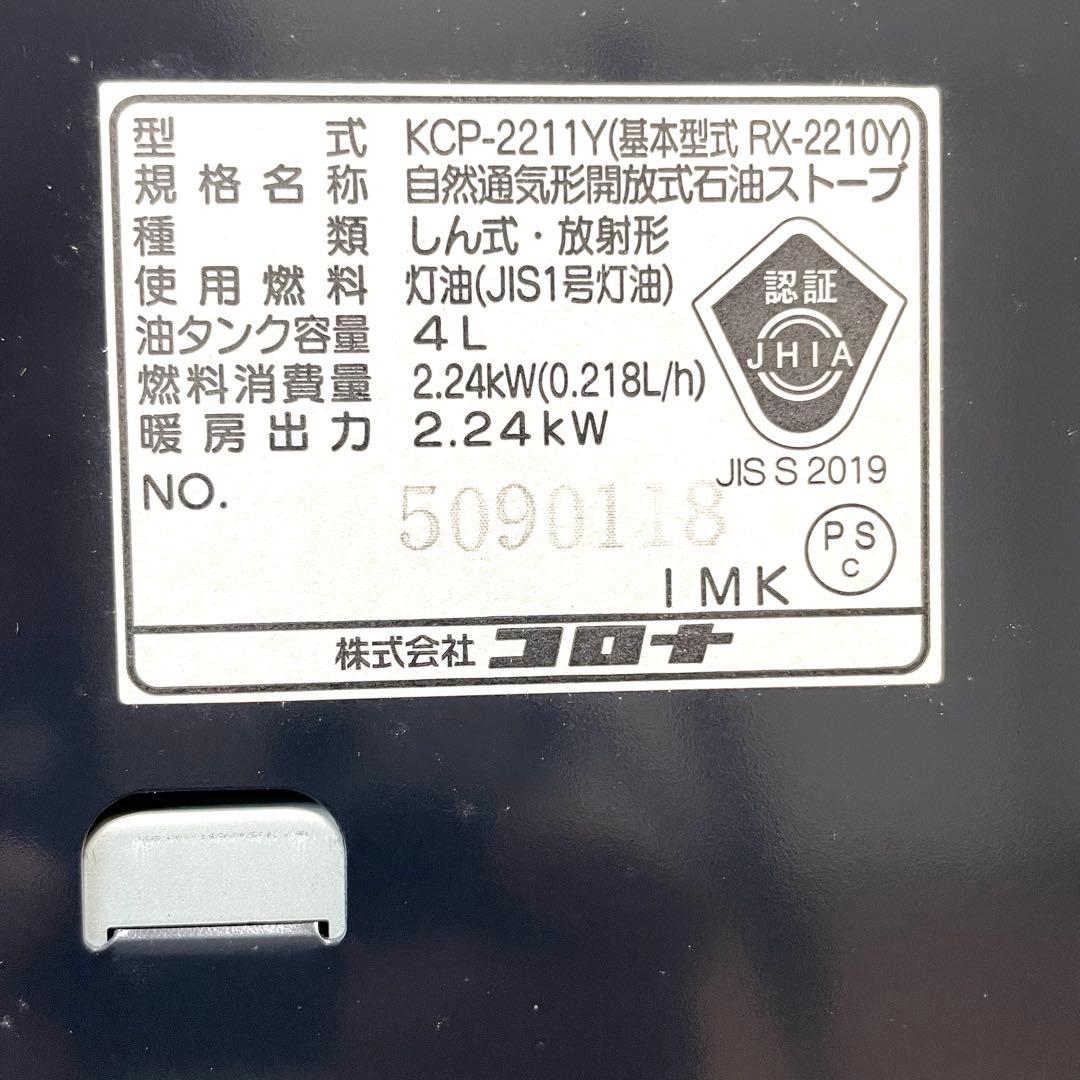 型式 KCP-2211Y(基本型式 RX-2210Y)
規格名称 自然通気形開放式石油ストーブ
種類 しん式・放射形
使用燃料 灯油(JIS1号灯油)
油タンク容量 4L
燃料消費量 2.24kW(0.218L/h)
暖房出力 2.24kW
認証
JHIA
JIS S 2019
NO. 5090118
PS
C
IMK
株式会社 コロナ